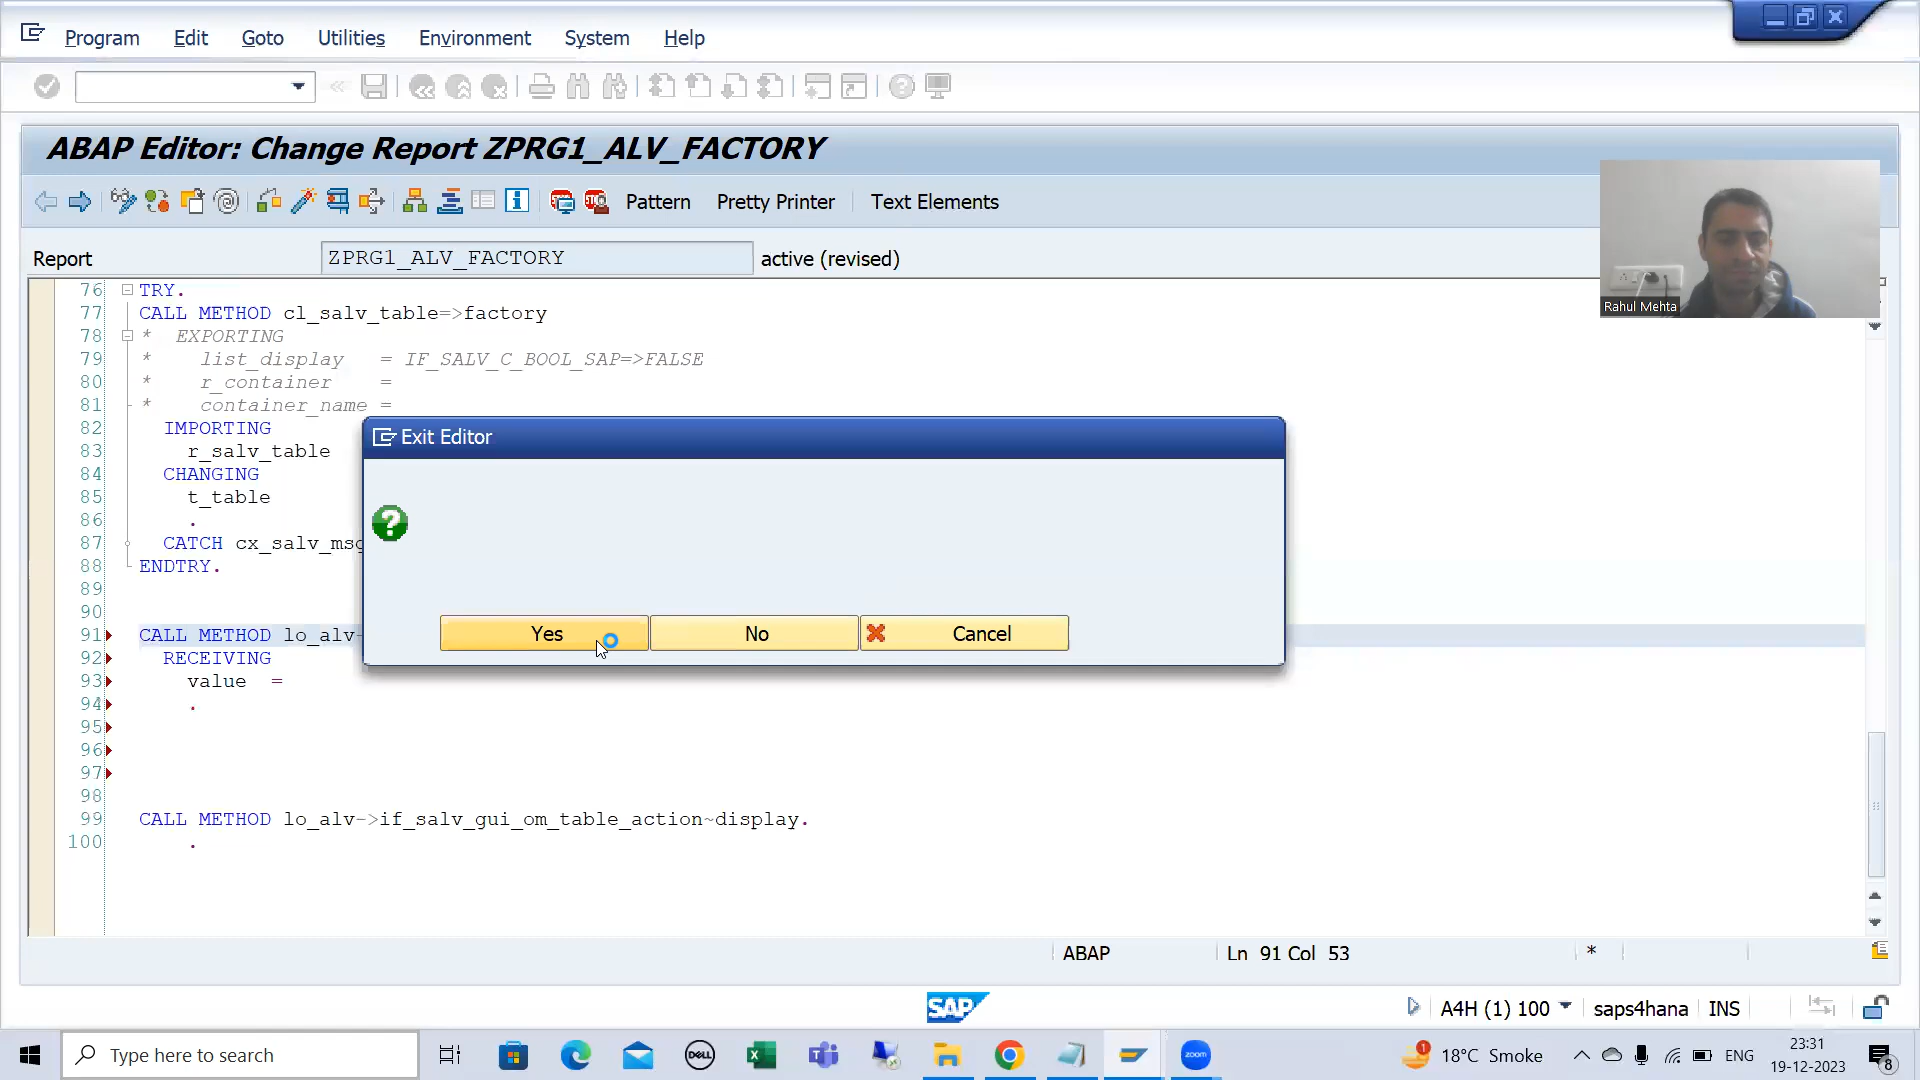 Program Edit Goto Utilities Environment System Help
ABAP Editor: Change Report ZPRG1_ALV_FACTORY
Pattern Pretty Printer Text Elements
Report ZPRG1_ALV_FACTORY active (revised)
Rahul Mehta
76 TRY.
77 CALL METHOD cl_salv_table=>factory
78 * EXPORTING
79 * list_display = IF_SALV_C_BOOL_SAP=>FALSE
80 * r_container =
81 * container_name =
82 IMPORTING
83 r_salv_table
84 CHANGING
85 t_table
86 .
87 CATCH cx_salv_msg
88 ENDTRY.
89
90
91 CALL METHOD lo_alv-
92 RECEIVING
93 value =
94 .
95
96
97
98
99 CALL METHOD lo_alv->if_salv_gui_om_table_action~display.
100 .
Exit Editor
Yes No Cancel
ABAP Ln 91 Col 53 *
SAP A4H (1) 100 saps4hana INS
Type here to search
DELL
zoom
1 18°C Smoke ENG
23:31
19-12-2023
8